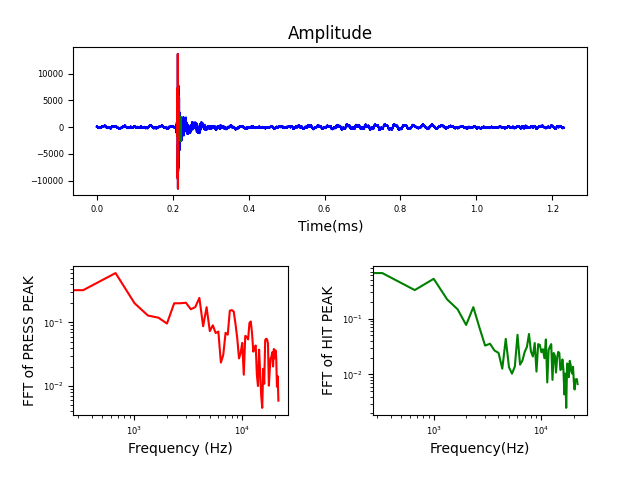 Amplitude
10000
5000
0
−5000
−10000
0.0 0.2 0.4 0.6 0.8 1.0 1.2
Time(ms)
FFT of PRESS PEAK
10⁻¹
10⁻²
10³ 10⁴
Frequency (Hz)
FFT of HIT PEAK
10⁻¹
10⁻²
10³ 10⁴
Frequency(Hz)